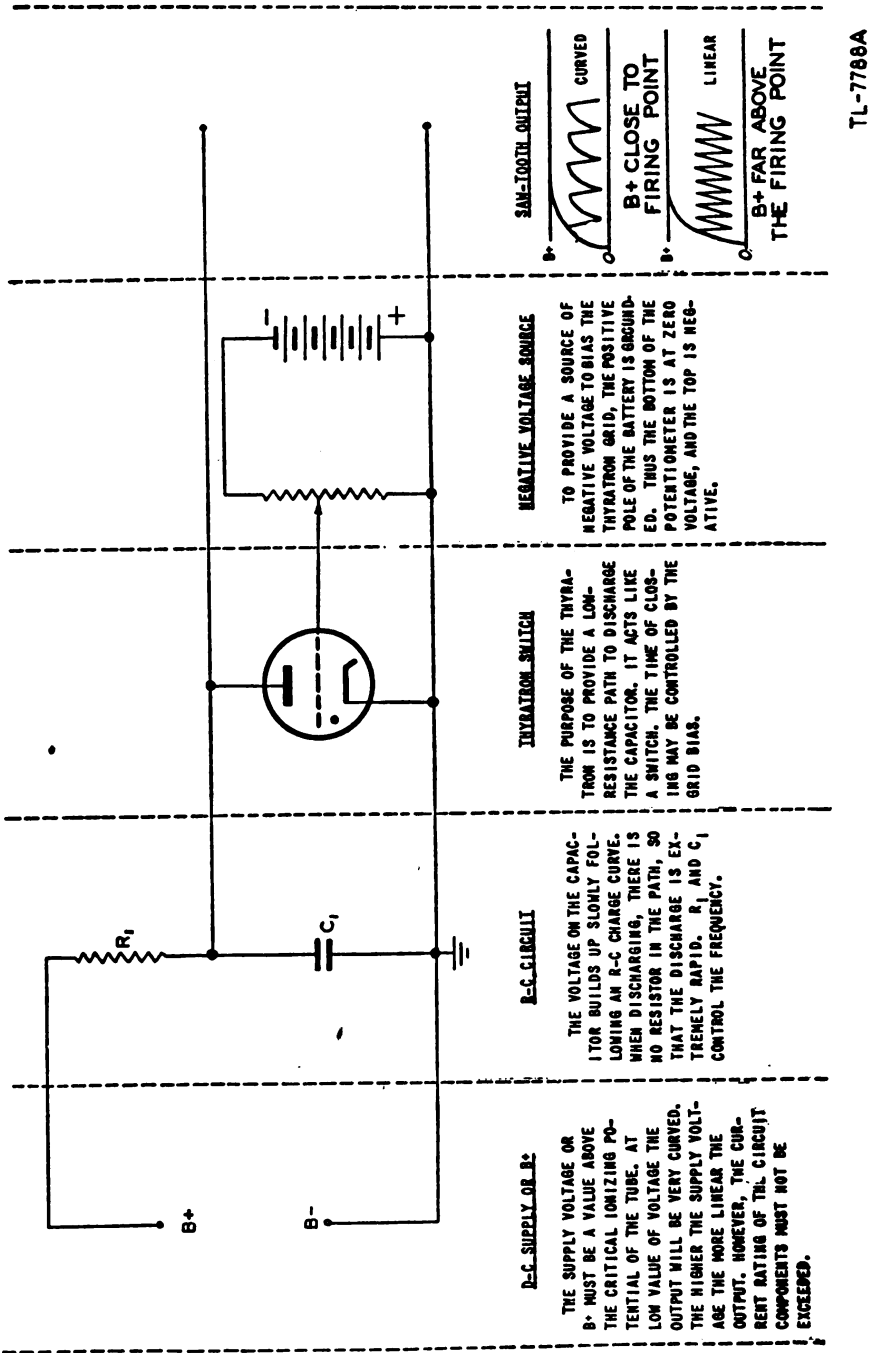 B+
B-
R1
C1
-
+
D-C SUPPLY OR B+
THE SUPPLY VOLTAGE OR
B+ MUST BE A VALUE ABOVE
THE CRITICAL IONIZING PO-
TENTIAL OF THE TUBE. AT
LOW VALUE OF VOLTAGE THE
OUTPUT WILL BE VERY CURVED.
THE HIGHER THE SUPPLY VOLT-
AGE THE MORE LINEAR THE
OUTPUT. HOWEVER, THE CUR-
RENT RATING OF THE CIRCUIT
COMPONENTS MUST NOT BE
EXCEEDED.
R-C CIRCUIT
THE VOLTAGE ON THE CAPAC-
ITOR BUILDS UP SLOWLY FOL-
LOWING AN R-C CHARGE CURVE.
WHEN DISCHARGING, THERE IS
NO RESISTOR IN THE PATH, SO
THAT THE DISCHARGE IS EX-
TREMELY RAPID. R1 AND C1
CONTROL THE FREQUENCY.
THYRATRON SWITCH
THE PURPOSE OF THE THYRA-
TRON IS TO PROVIDE A LOW-
RESISTANCE PATH TO DISCHARGE
THE CAPACITOR. IT ACTS LIKE
A SWITCH. THE TIME OF CLOS-
ING MAY BE CONTROLLED BY THE
GRID BIAS.
NEGATIVE VOLTAGE SOURCE
TO PROVIDE A SOURCE OF
NEGATIVE VOLTAGE TO BIAS THE
THYRATRON GRID, THE POSITIVE
POLE OF THE BATTERY IS GROUND-
ED. THUS THE BOTTOM OF THE
POTENTIOMETER IS AT ZERO
VOLTAGE, AND THE TOP IS NEG-
ATIVE.
SAW-TOOTH OUTPUT
B+
CURVED
O
B+ CLOSE TO
FIRING POINT
B+
LINEAR
O
B+ FAR ABOVE
THE FIRING POINT
TL-7788A